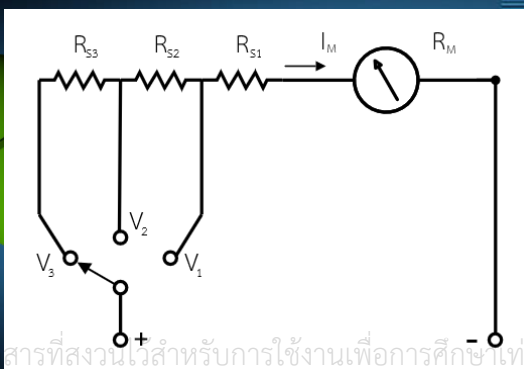 R_S3 R_S2 R_S1 I_M R_M
V_2
V_3 V_1
+ -
สารที่สงวนไว้สำหรับการใช้งานเพื่อการศึกษาเท่